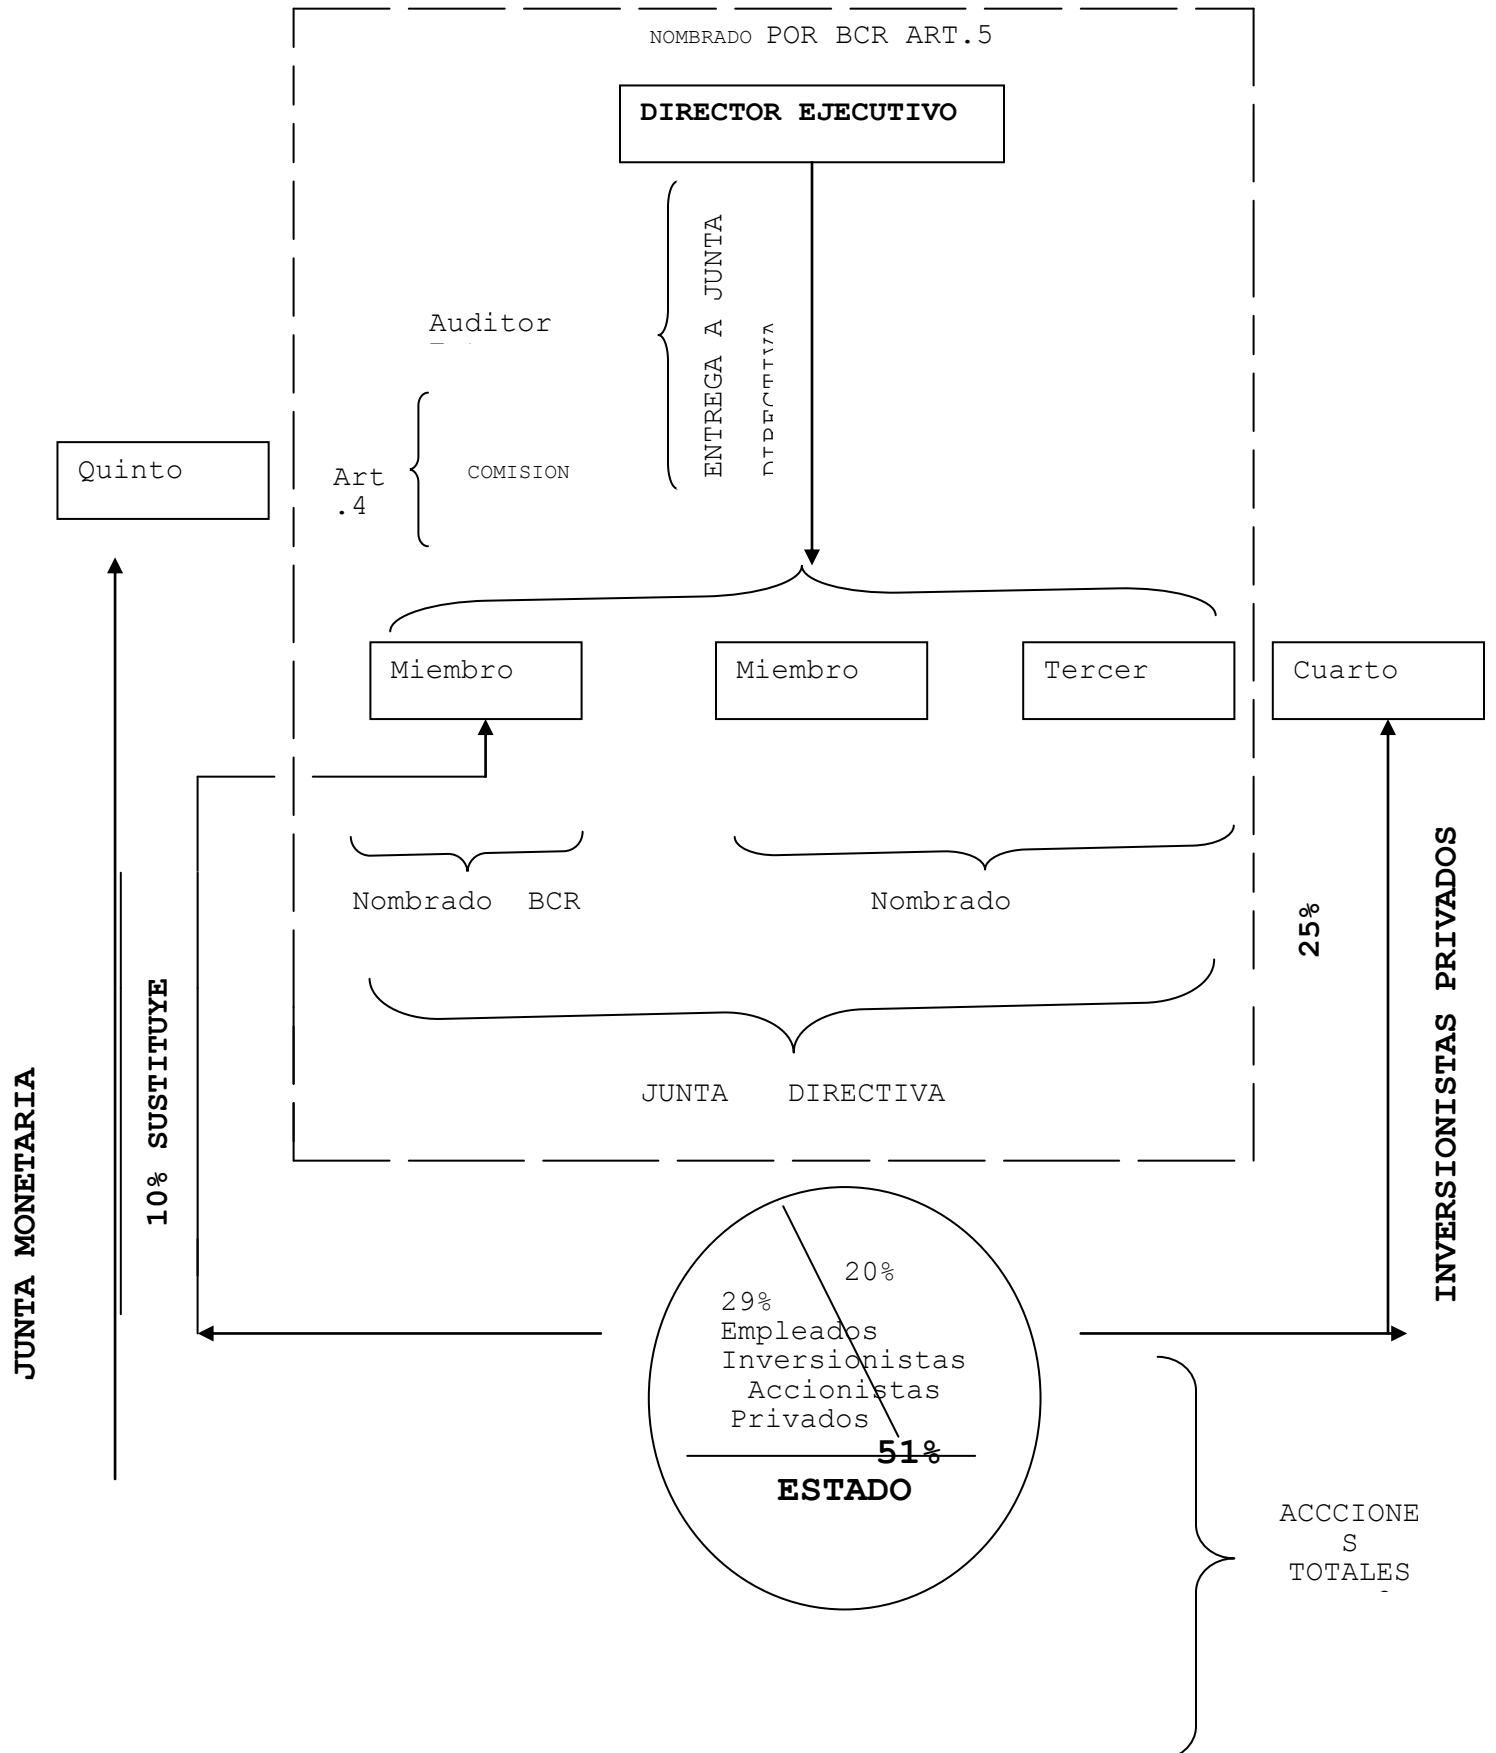 NOMBRADO POR BCR ART.5
DIRECTOR EJECUTIVO
ENTREGA A JUNTA
DIRECTIVA
Auditor
Quinto
Art
.4
COMISION
Miembro
Miembro
Tercer
Cuarto
Nombrado BCR
Nombrado
JUNTA DIRECTIVA
JUNTA MONETARIA
10% SUSTITUYE
25%
INVERSIONISTAS PRIVADOS
20%
29%
Empleados
Inversionistas
Accionistas
Privados
51%
ESTADO
ACCCIONE
S
TOTALES